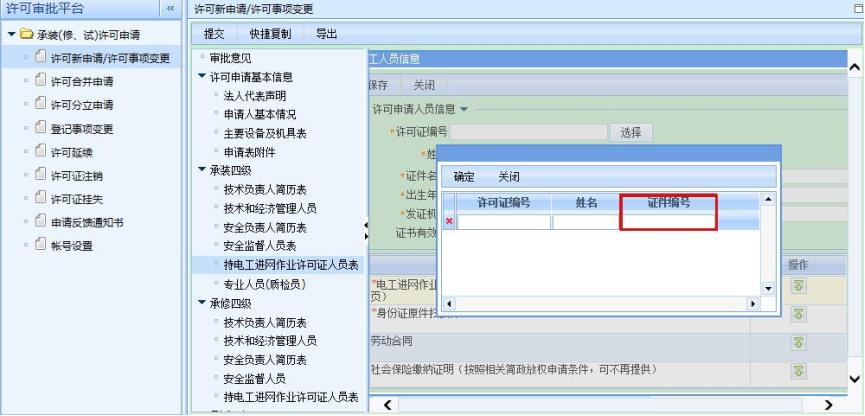 许可审批平台
«
承装(修、试)许可申请
许可新申请/许可事项变更
许可合并申请
许可分立申请
登记事项变更
许可延续
许可证注销
许可证挂失
申请反馈通知书
帐号设置
许可新申请/许可事项变更
提交 快捷复制 导出
审批意见
许可申请基本信息
法人代表声明
申请人基本情况
主要设备及机具表
申请表附件
承装四级
技术负责人简历表
技术和经济管理人员
安全负责人简历表
安全监督人员表
持电工进网作业许可证人员表
专业人员(质检员)
承修四级
技术负责人简历表
技术和经济管理人员
安全负责人简历表
安全监督人员
持电工进网作业许可证人员表
工人员信息
保存 关闭
许可申请人员信息
*许可证编号 选择
*姓
*证件名
*出生年
*发证机
证书有效
确定 关闭
许可证编号 姓名 证件编号
操作
*电工进网作业
页)
*身份证原件扫
劳动合同
社会保险缴纳证明(按照相关简政放权申请条件，可不再提供)